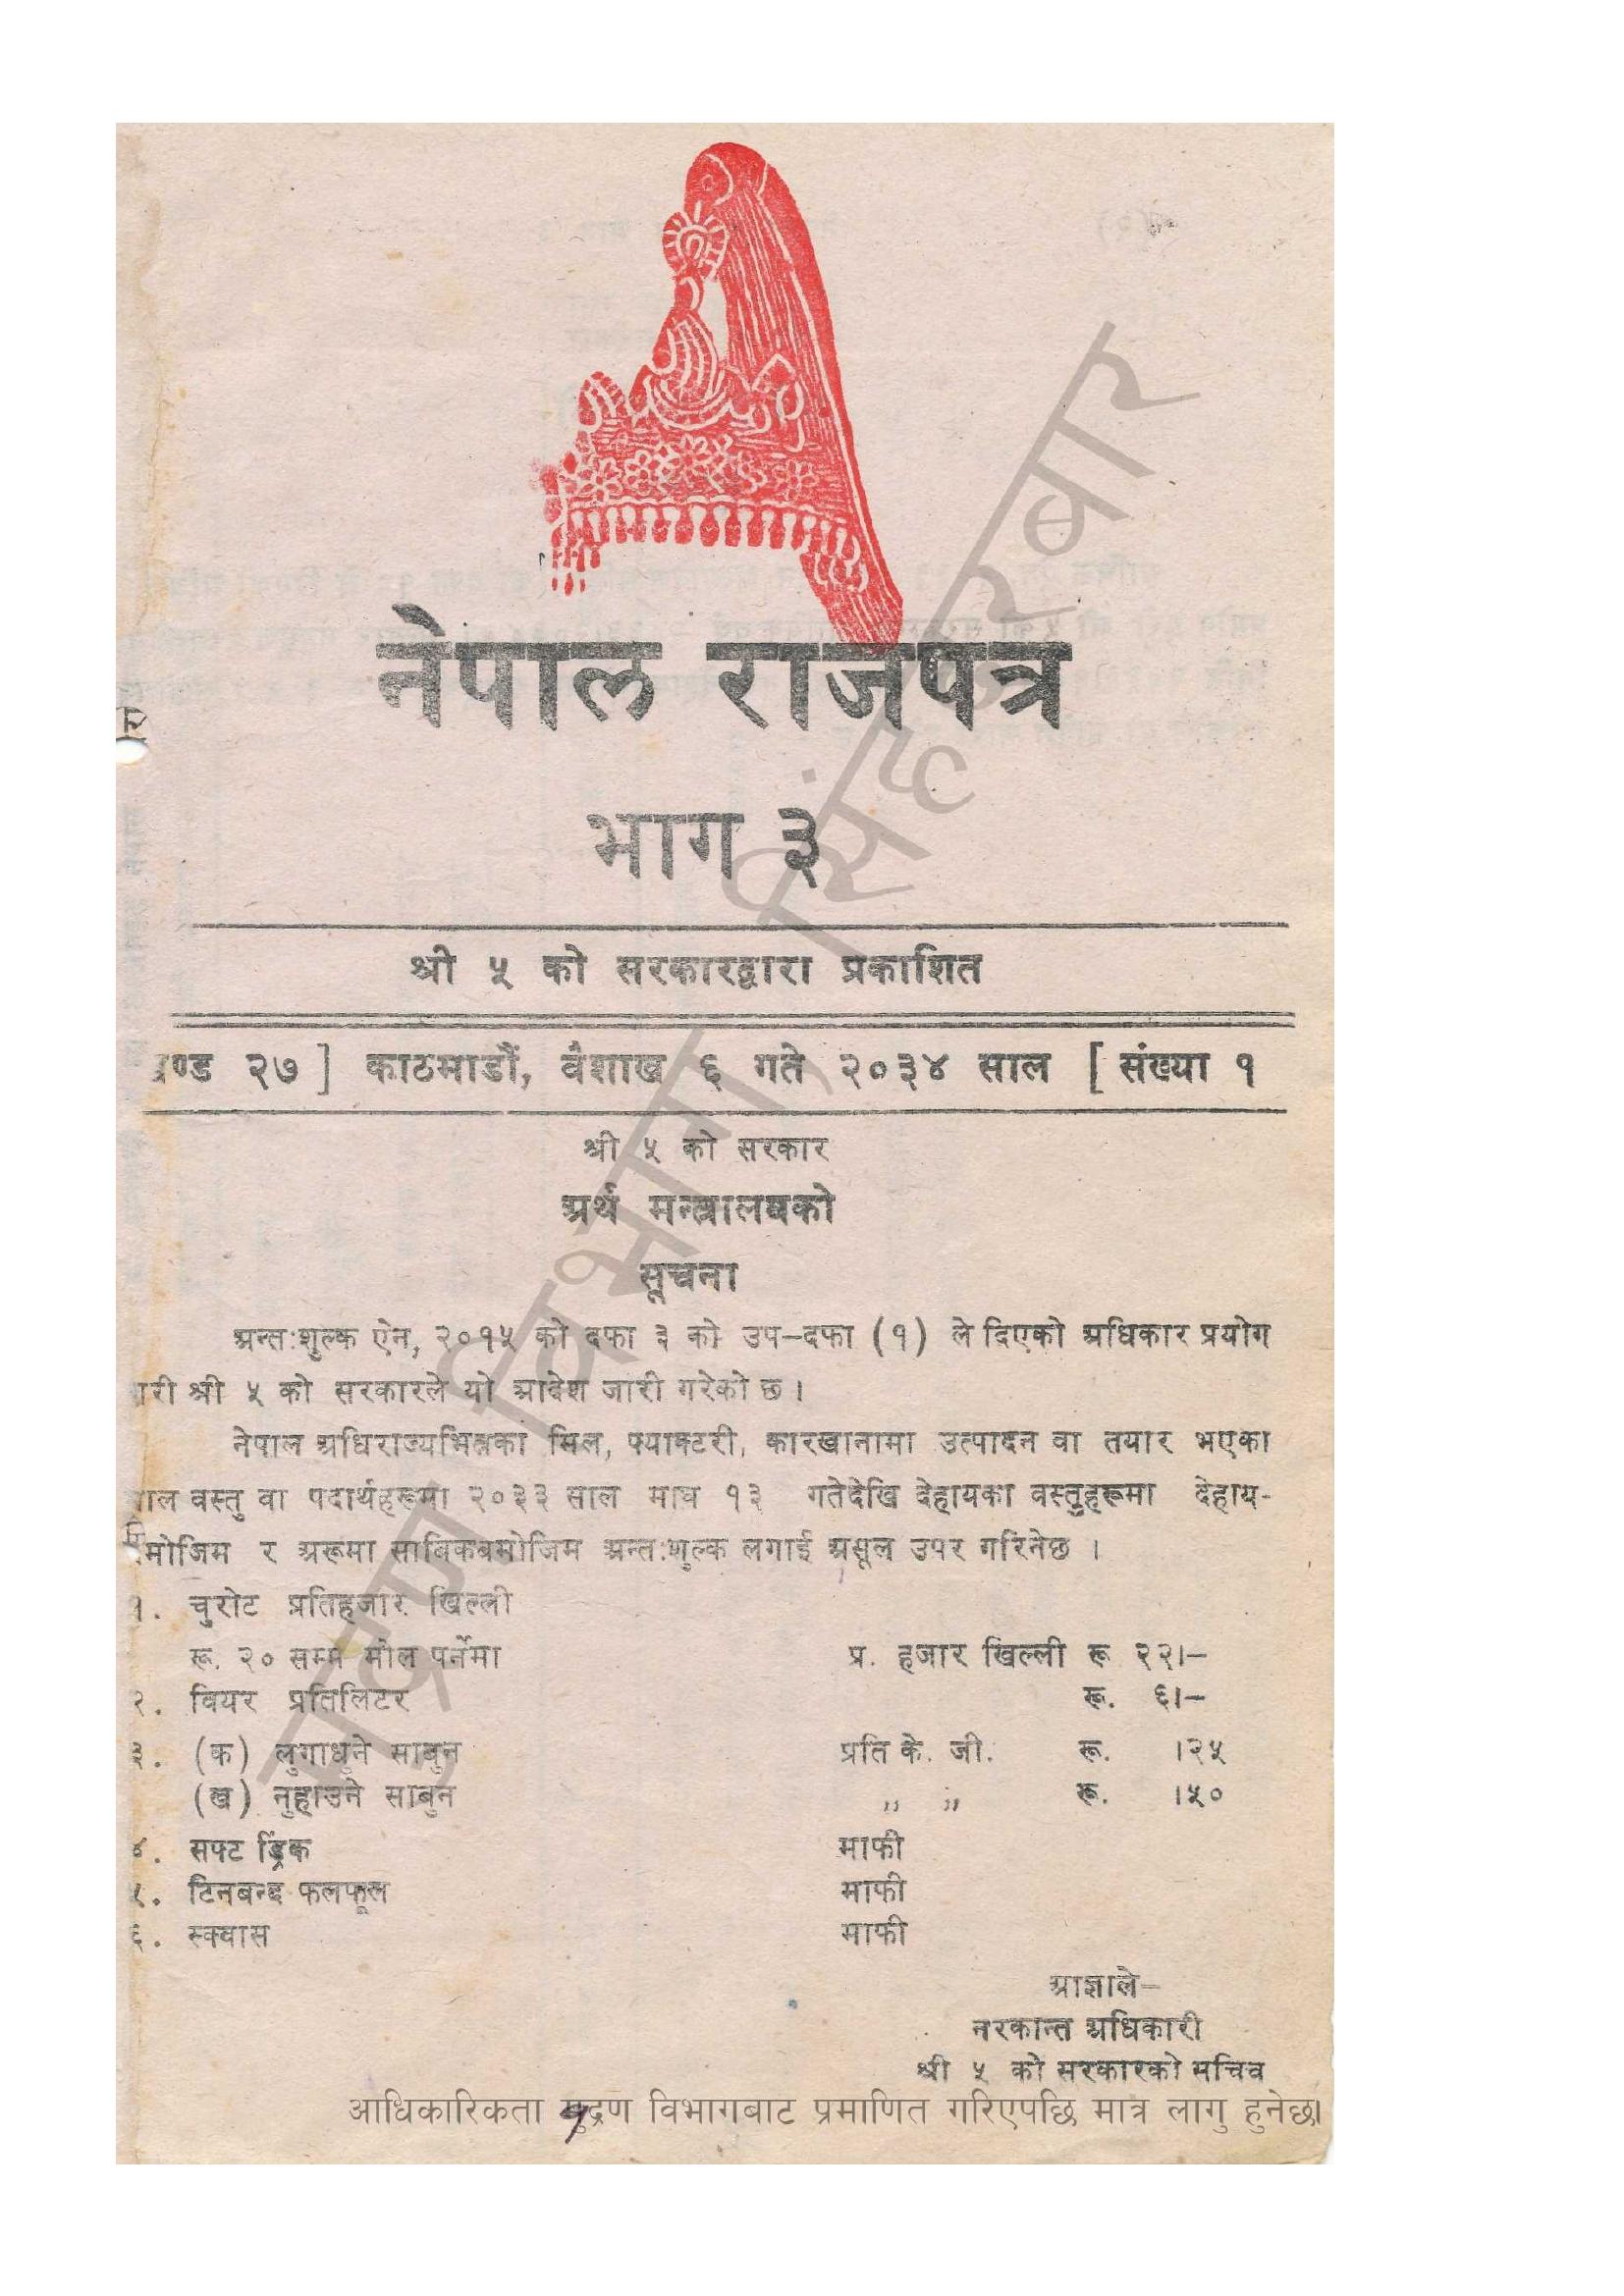 नेपाल राजपत्र
भाग ३
श्री ५ को सरकारद्वारा प्रकाशित
२७ ] काठमाडौं, वैशाख ६ गते २०३४ साल [ संख्या १
श्री ५ को सरकार
अर्थ मन्त्रालयको
सूचना
अन्तःशुल्क ऐन, २०१५ को दफा ३ को उप-दफा (१) ले दिएको अधिकार प्रयोग
श्री ५ को सरकारले यो आदेश जारी गरेको छ ।
नेपाल अधिराज्यभित्रका मिल, फ्याक्टरी, कारखानामा उत्पादन वा तयार भएका
वस्तु वा पदार्थहरूमा २०३३ साल माघ १३ गतेदेखि देहायका वस्तुहरूमा देहाय-
र अरूमा साबिकबमोजिम अन्तःशुल्क लगाई असूल उपर गरिनेछ ।
१. चुरोट प्रतिहजार खिल्ली
रू. २० सम्म मोल पर्नेमा प्र. हजार खिल्ली रू २२।-
२. वियर प्रतिलिटर रू. ६।-
३. (क) लुगाधुने साबुन प्रति के. जी. रू. ।२५
(ख) नुहाउने साबुन ,, ,, रू. ।५०
४. सफ्ट ड्रिंक माफी
५. टिनबन्द फलफूल माफी
६. स्क्वास माफी
आज्ञाले-
नरकान्त अधिकारी
श्री ५ को सरकारको सचिव
आधिकारिकता मुद्रण विभागबाट प्रमाणित गरिएपछि मात्र लागु हुनेछ।
मुद्रण विभाग, सिंहदरबार